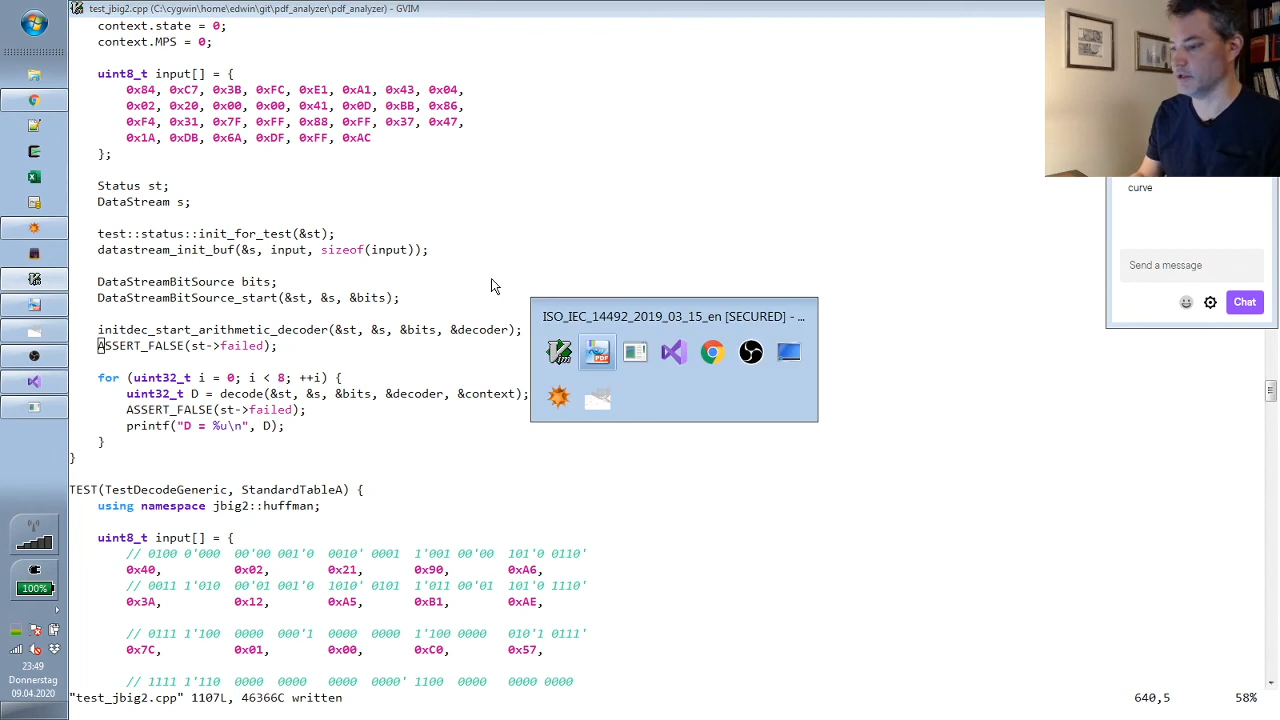 test_jbig2.cpp (C:\cygwin\home\edwin\git\pdf_analyzer\pdf_analyzer) - GVIM
context.state = 0;
context.MPS = 0;
uint8_t input[] = {
0x84, 0xC7, 0x3B, 0xFC, 0xE1, 0xA1, 0x43, 0x04,
0x02, 0x20, 0x00, 0x00, 0x41, 0x0D, 0xBB, 0x86,
0xF4, 0x31, 0x7F, 0xFF, 0x88, 0xFF, 0x37, 0x47,
0x1A, 0xDB, 0x6A, 0xDF, 0xFF, 0xAC
};
Status st;
DataStream s;
test::status::init_for_test(&st);
datastream_init_buf(&s, input, sizeof(input));
DataStreamBitSource bits;
DataStreamBitSource_start(&st, &s, &bits);
initdec_start_arithmetic_decoder(&st, &s, &bits, &decoder);
ASSERT_FALSE(st->failed);
for (uint32_t i = 0; i < 8; ++i) {
uint32_t D = decode(&st, &s, &bits, &decoder, &context);
ASSERT_FALSE(st->failed);
printf("D = %u\n", D);
}
}
TEST(TestDecodeGeneric, StandardTableA) {
using namespace jbig2::huffman;
uint8_t input[] = {
// 0100 0'000 00'00 001'0 0010' 0001 1'001 00'00 101'0 0110'
0x40, 0x02, 0x21, 0x90, 0xA6,
// 0011 1'010 00'01 001'0 1010' 0101 1'011 00'01 101'0 1110'
0x3A, 0x12, 0xA5, 0xB1, 0xAE,
// 0111 1'100 0000 000'1 0000 0000 1'100 0000 010'1 0111'
0x7C, 0x01, 0x00, 0xC0, 0x57,
// 1111 1'110 0000 0000 0000 0000' 1100 0000 0000 0000
"test_jbig2.cpp" 1107L, 46366C written
640,5 58%
ISO_IEC_14492_2019_03_15_en [SECURED] - ...
curve
Send a message
Chat
100%
23:49
Donnerstag
09.04.2020